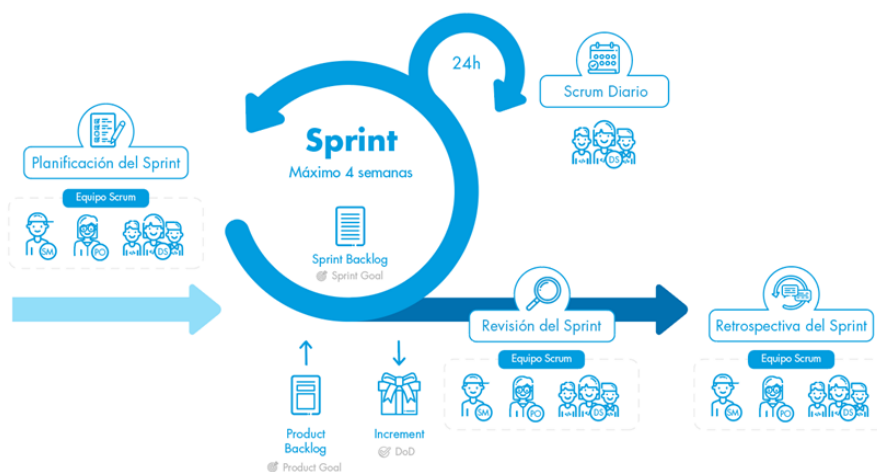 24h
Scrum Diario
DS
Sprint
Máximo 4 semanas
Planificación del Sprint
Equipo Scrum
SM
PO
DS
Sprint Backlog
Sprint Goal
Revisión del Sprint
Equipo Scrum
SM
PO
DS
Retrospectiva del Sprint
Equipo Scrum
SM
PO
DS
Product
Backlog
Product Goal
Increment
DoD